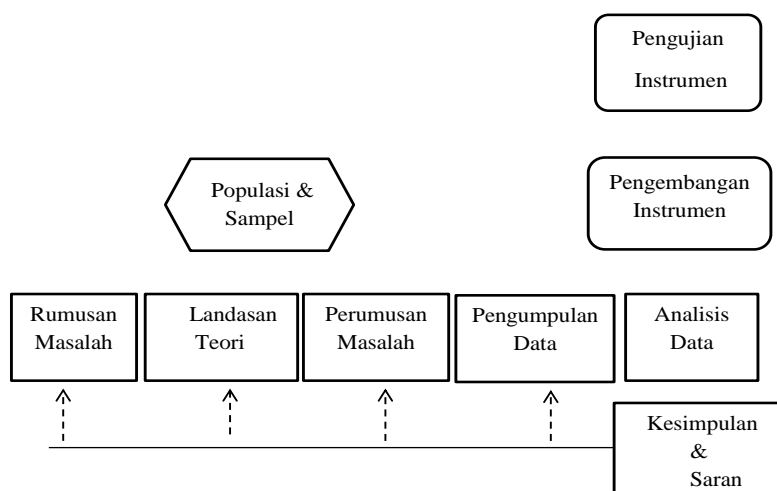 Pengujian
Instrumen
Populasi &
Sampel
Pengembangan
Instrumen
Rumusan
Masalah
Landasan
Teori
Perumusan
Masalah
Pengumpulan
Data
Analisis
Data
Kesimpulan
&
Saran